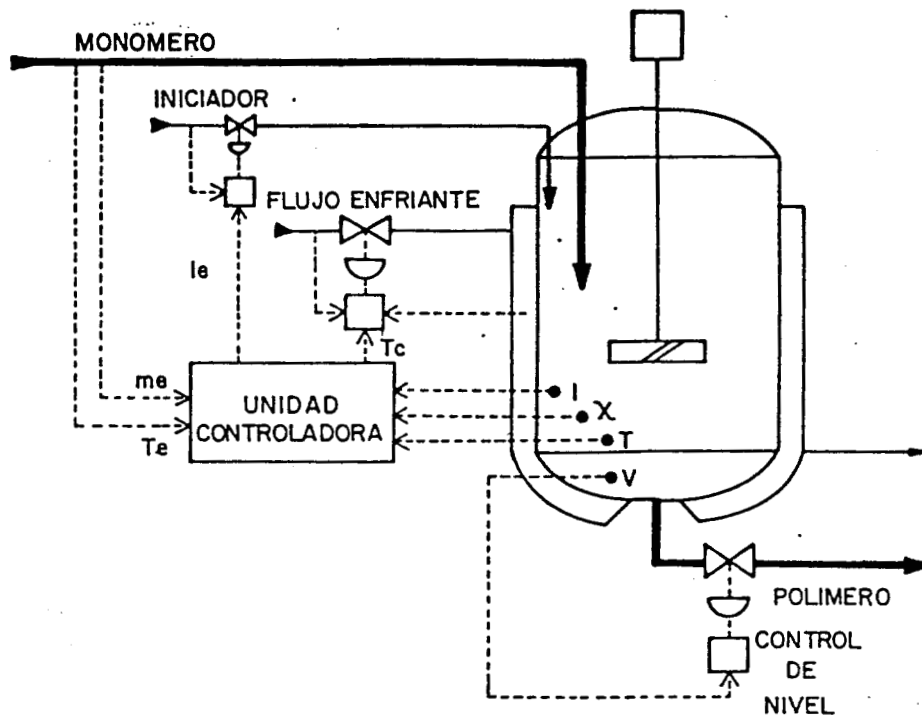 MONOMERO
INICIADOR
FLUJO ENFRIANTE
Ie
Tc
me
Te
UNIDAD
CONTROLADORA
I
X
T
V
POLIMERO
CONTROL
DE
NIVEL